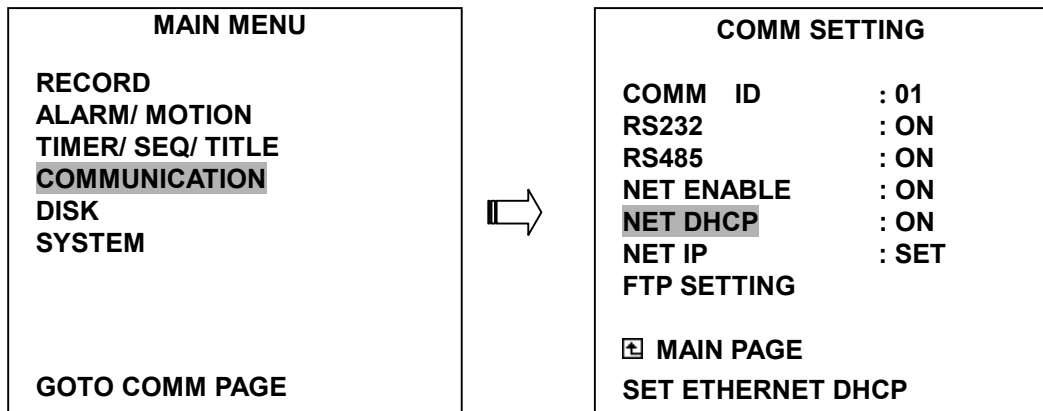 MAIN MENU
RECORD
ALARM/ MOTION
TIMER/ SEQ/ TITLE
COMMUNICATION
DISK
SYSTEM
GOTO COMM PAGE
COMM SETTING
COMM ID : 01
RS232 : ON
RS485 : ON
NET ENABLE : ON
NET DHCP : ON
NET IP : SET
FTP SETTING
MAIN PAGE
SET ETHERNET DHCP